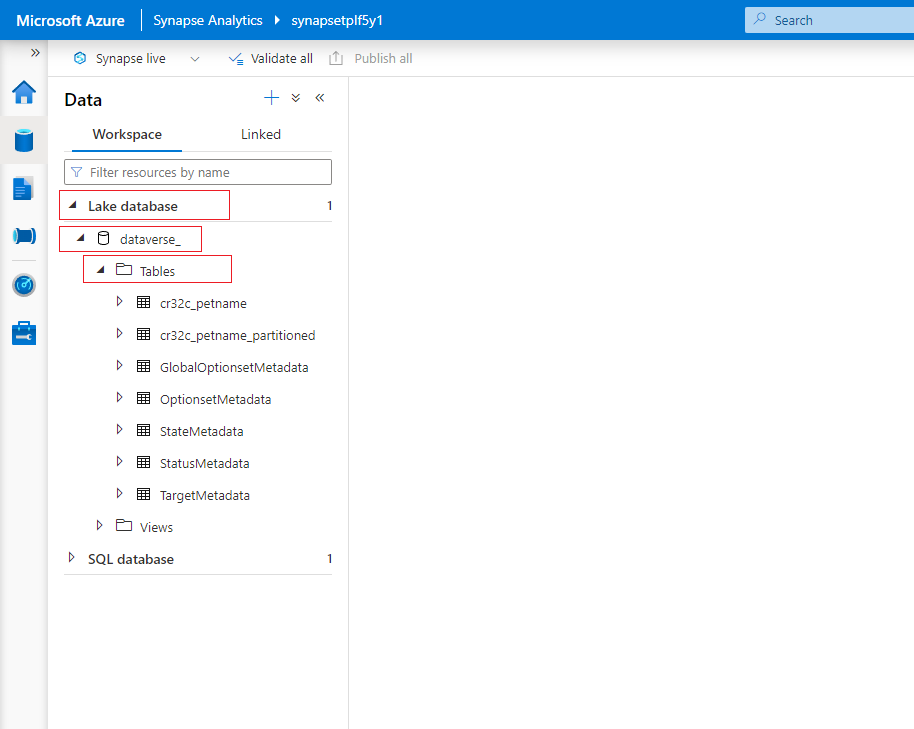 Microsoft Azure Synapse Analytics synapsetplf5y1 Search
» Synapse live Validate all Publish all
Data
Workspace Linked
Filter resources by name
Lake database 1
dataverse_
Tables
cr32c_petname
cr32c_petname_partitioned
GlobalOptionsetMetadata
OptionsetMetadata
StateMetadata
StatusMetadata
TargetMetadata
Views
SQL database 1